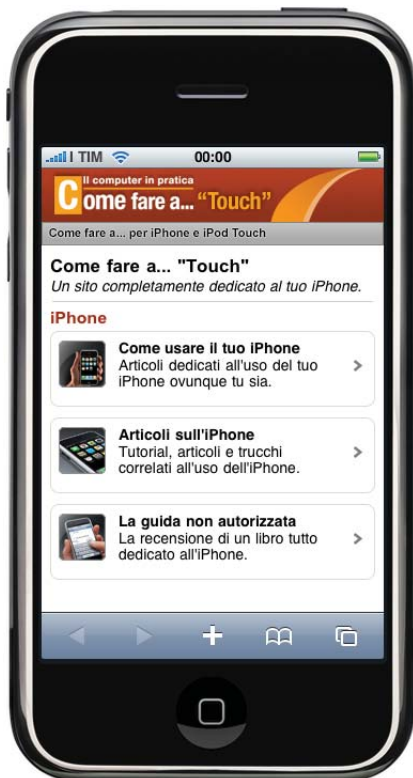 TIM
00:00
Il computer in pratica
Come fare a... “Touch”
Come fare a... per iPhone e iPod Touch
Come fare a... "Touch"
Un sito completamente dedicato al tuo iPhone.
iPhone
Come usare il tuo iPhone
Articoli dedicati all'uso del tuo
iPhone ovunque tu sia.
Articoli sull'iPhone
Tutorial, articoli e trucchi
correlati all'uso dell'iPhone.
La guida non autorizzata
La recensione di un libro tutto
dedicato all'iPhone.